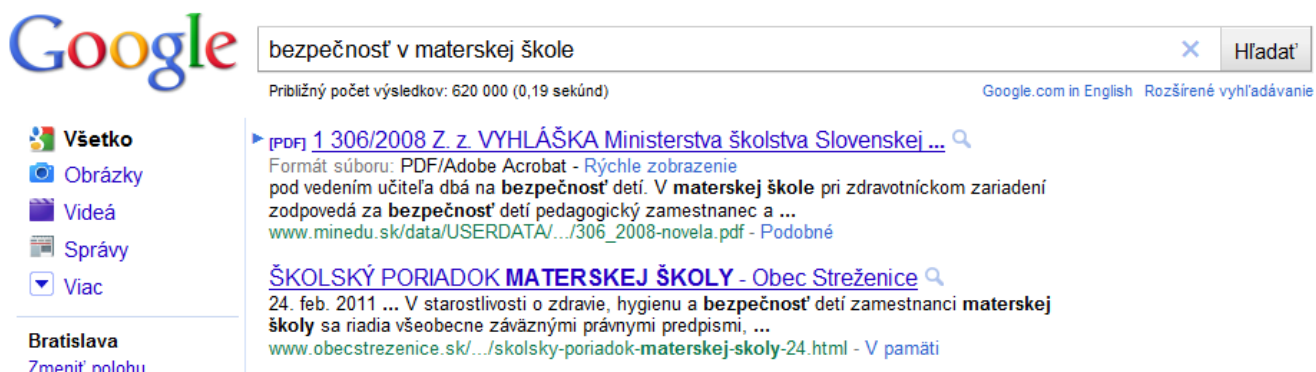 Google
bezpečnosť v materskej škole
Hľadať
Približný počet výsledkov: 620 000 (0,19 sekúnd)
Google.com in English Rozšírené vyhľadávanie
Všetko
Obrázky
Videá
Správy
Viac
Bratislava
Zmeniť polohu
[PDF] 1 306/2008 Z. z. VYHLÁŠKA Ministerstva školstva Slovenskej ...
Formát súboru: PDF/Adobe Acrobat - Rýchle zobrazenie
pod vedením učiteľa dbá na bezpečnosť detí. V materskej škole pri zdravotníckom zariadení
zodpovedá za bezpečnosť detí pedagogický zamestnanec a ...
www.minedu.sk/data/USERDATA/.../306_2008-novela.pdf - Podobné
ŠKOLSKÝ PORIADOK MATERSKEJ ŠKOLY - Obec Streženice
24. feb. 2011 ... V starostlivosti o zdravie, hygienu a bezpečnosť detí zamestnanci materskej
školy sa riadia všeobecne záväznými právnymi predpismi, ...
www.obecstrezenice.sk/.../skolsky-poriadok-materskej-skoly-24.html - V pamäti